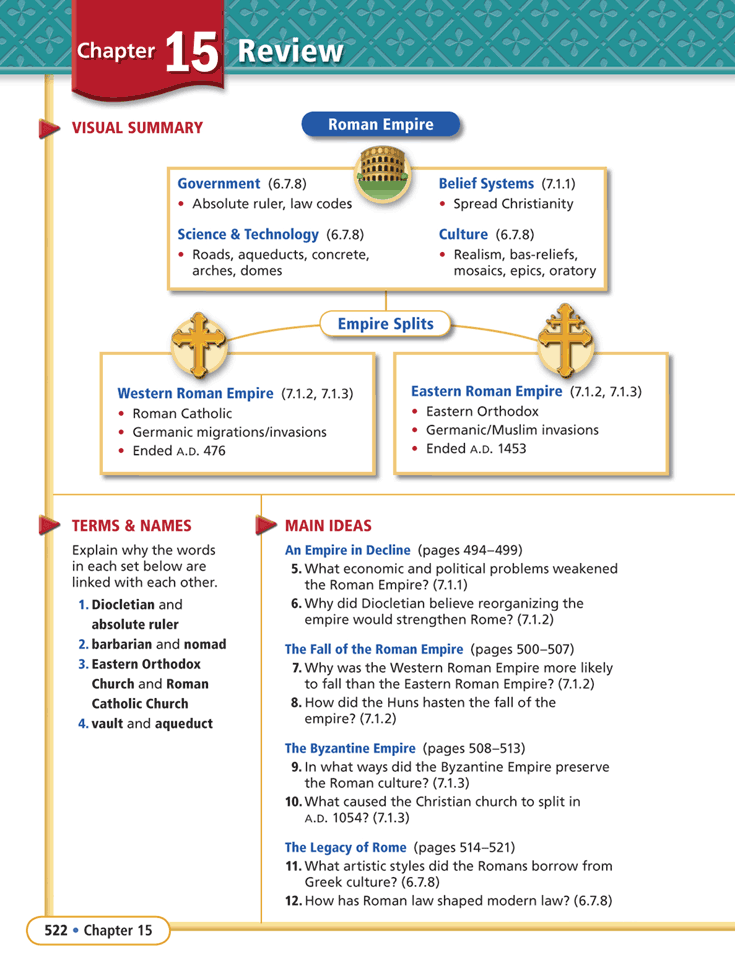 Chapter 15 Review
VISUAL SUMMARY
Roman Empire
Government (6.7.8)
• Absolute ruler, law codes
Science & Technology (6.7.8)
• Roads, aqueducts, concrete,
arches, domes
Belief Systems (7.1.1)
• Spread Christianity
Culture (6.7.8)
• Realism, bas-reliefs,
mosaics, epics, oratory
Empire Splits
Western Roman Empire (7.1.2, 7.1.3)
• Roman Catholic
• Germanic migrations/invasions
• Ended A.D. 476
Eastern Roman Empire (7.1.2, 7.1.3)
• Eastern Orthodox
• Germanic/Muslim invasions
• Ended A.D. 1453
TERMS & NAMES
Explain why the words
in each set below are
linked with each other.
1. Diocletian and
absolute ruler
2. barbarian and nomad
3. Eastern Orthodox
Church and Roman
Catholic Church
4. vault and aqueduct
MAIN IDEAS
An Empire in Decline (pages 494–499)
5. What economic and political problems weakened
the Roman Empire? (7.1.1)
6. Why did Diocletian believe reorganizing the
empire would strengthen Rome? (7.1.2)
The Fall of the Roman Empire (pages 500–507)
7. Why was the Western Roman Empire more likely
to fall than the Eastern Roman Empire? (7.1.2)
8. How did the Huns hasten the fall of the
empire? (7.1.2)
The Byzantine Empire (pages 508–513)
9. In what ways did the Byzantine Empire preserve
the Roman culture? (7.1.3)
10. What caused the Christian church to split in
A.D. 1054? (7.1.3)
The Legacy of Rome (pages 514–521)
11. What artistic styles did the Romans borrow from
Greek culture? (6.7.8)
12. How has Roman law shaped modern law? (6.7.8)
522 • Chapter 15